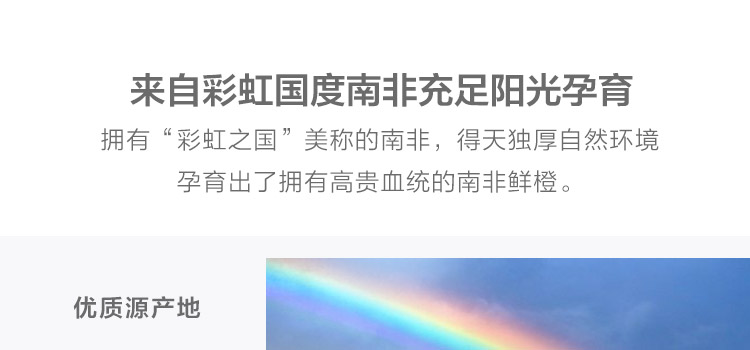 来自彩虹国度南非充足阳光孕育
拥有“彩虹之国”美称的南非，得天独厚自然环境
孕育出了拥有高贵血统的南非鲜橙。
优质源产地